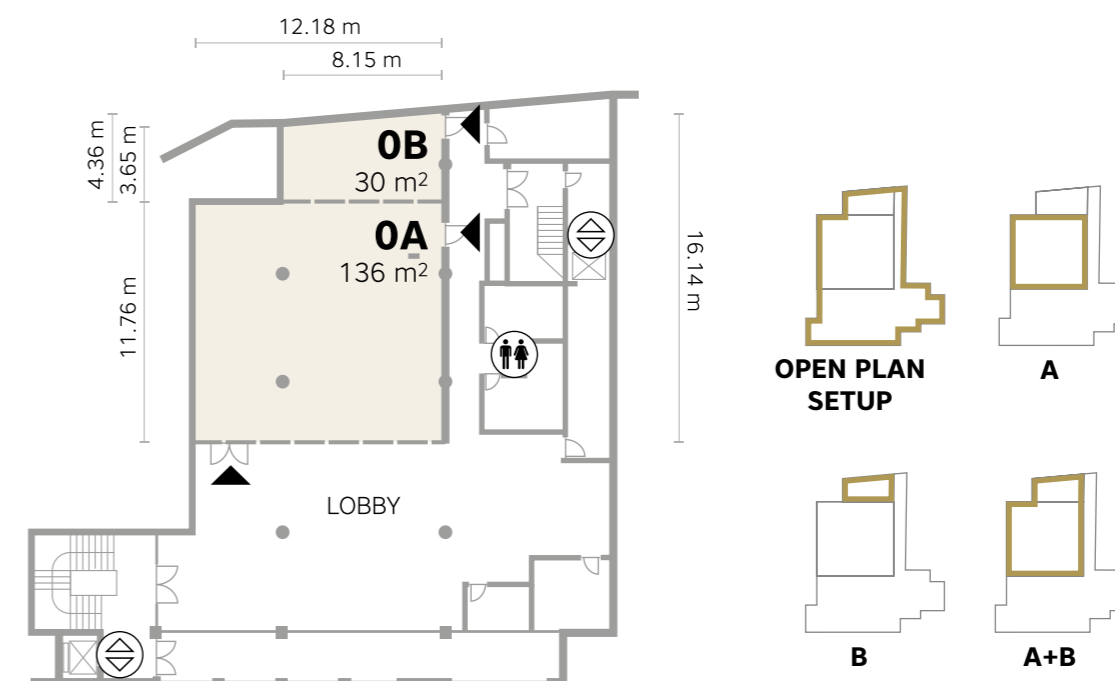 12.18 m
8.15 m
4.36 m
3.65 m
0B
30 m²
0A
136 m²
11.76 m
16.14 m
LOBBY
OPEN PLAN
SETUP
A
B
A+B